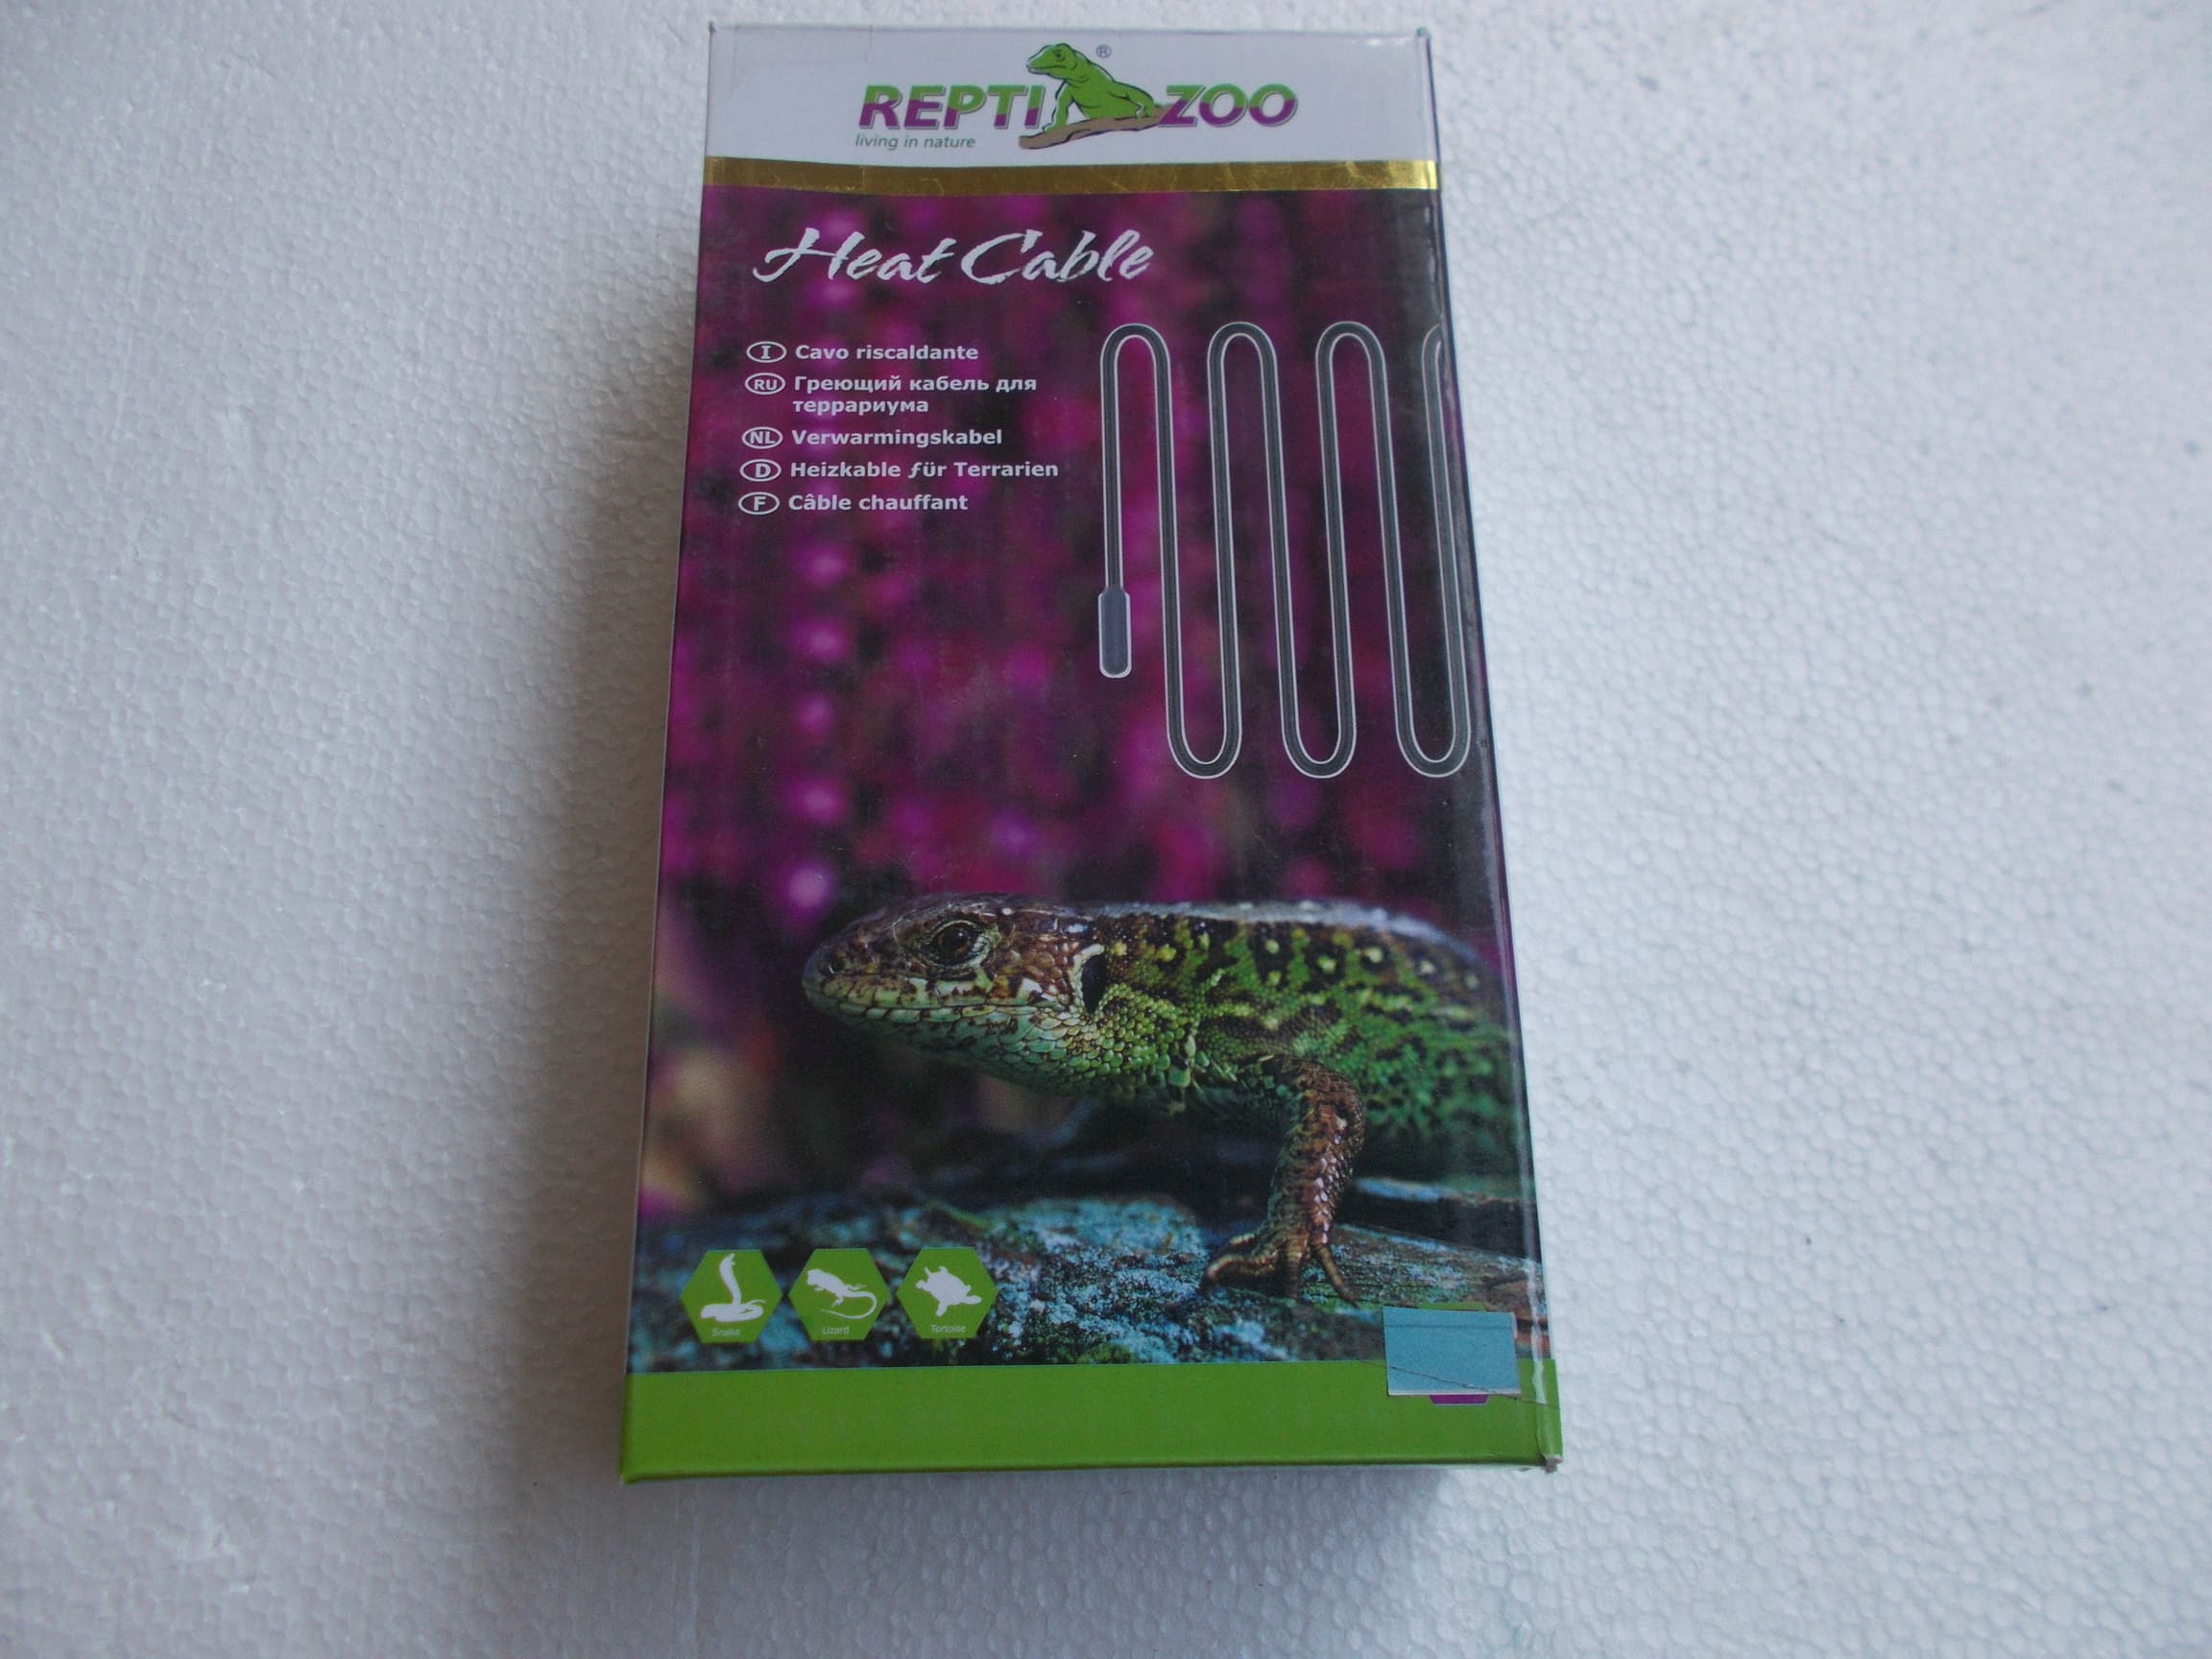 REPTI ZOO ®
living in nature
Heat Cable
I Cavo riscaldante
RU Греющий кабель для
террариума
NL Verwarmingskabel
D Heizkable für Terrarien
F Câble chauffant
Snake Lizard Tortoise